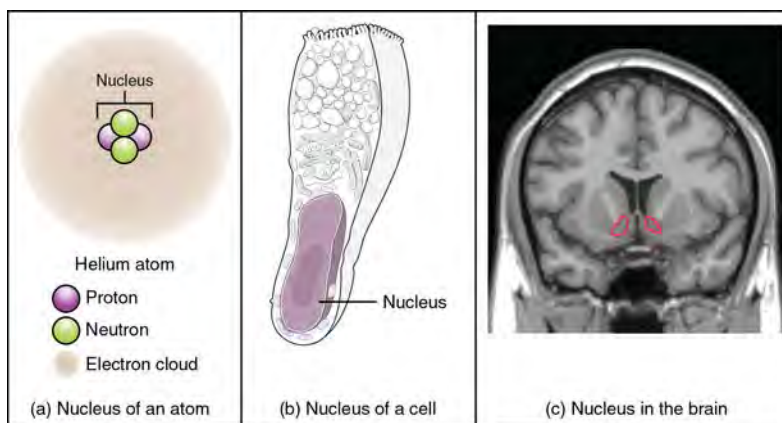 Nucleus
Helium atom
Proton
Neutron
Electron cloud
(a) Nucleus of an atom
Nucleus
(b) Nucleus of a cell
(c) Nucleus in the brain